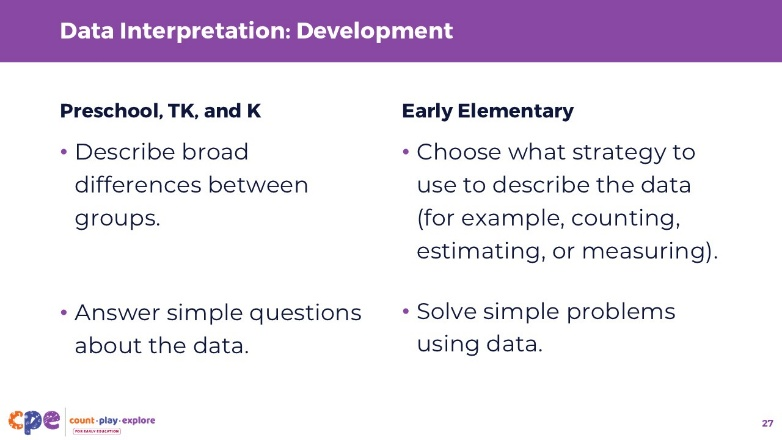 Data Interpretation: Development
Preschool, TK, and K
• Describe broad
differences between
groups.
• Answer simple questions
about the data.
Early Elementary
• Choose what strategy to
use to describe the data
(for example, counting,
estimating, or measuring).
• Solve simple problems
using data.
cpe
count·play·explore
FOR EARLY EDUCATION
27